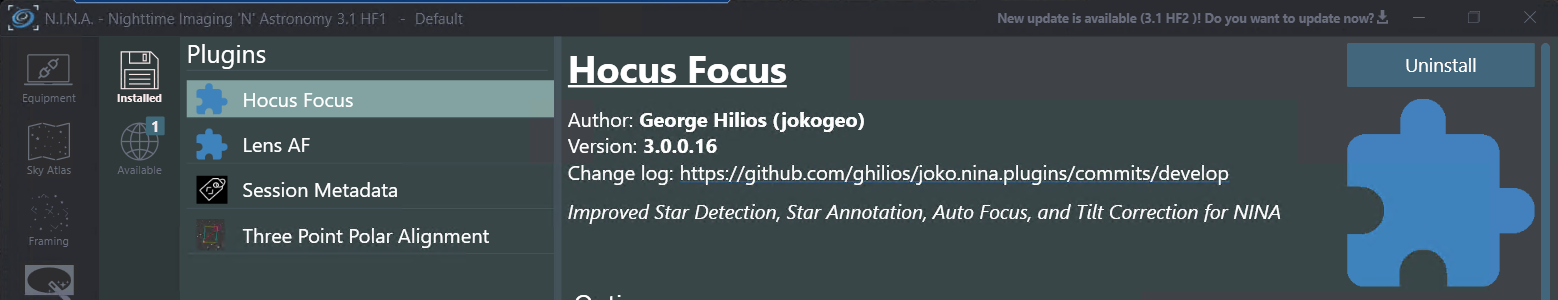 N.I.N.A. - Nighttime Imaging 'N' Astronomy 3.1 HF1 - Default
New update is available (3.1 HF2 )! Do you want to update now?
Equipment
Sky Atlas
Framing
Installed
1
Available
Plugins
Hocus Focus
Lens AF
Session Metadata
Three Point Polar Alignment
Hocus Focus
Uninstall
Author: George Hilios (jokogeo)
Version: 3.0.0.16
Change log: https://github.com/ghilios/joko.nina.plugins/commits/develop
Improved Star Detection, Star Annotation, Auto Focus, and Tilt Correction for NINA